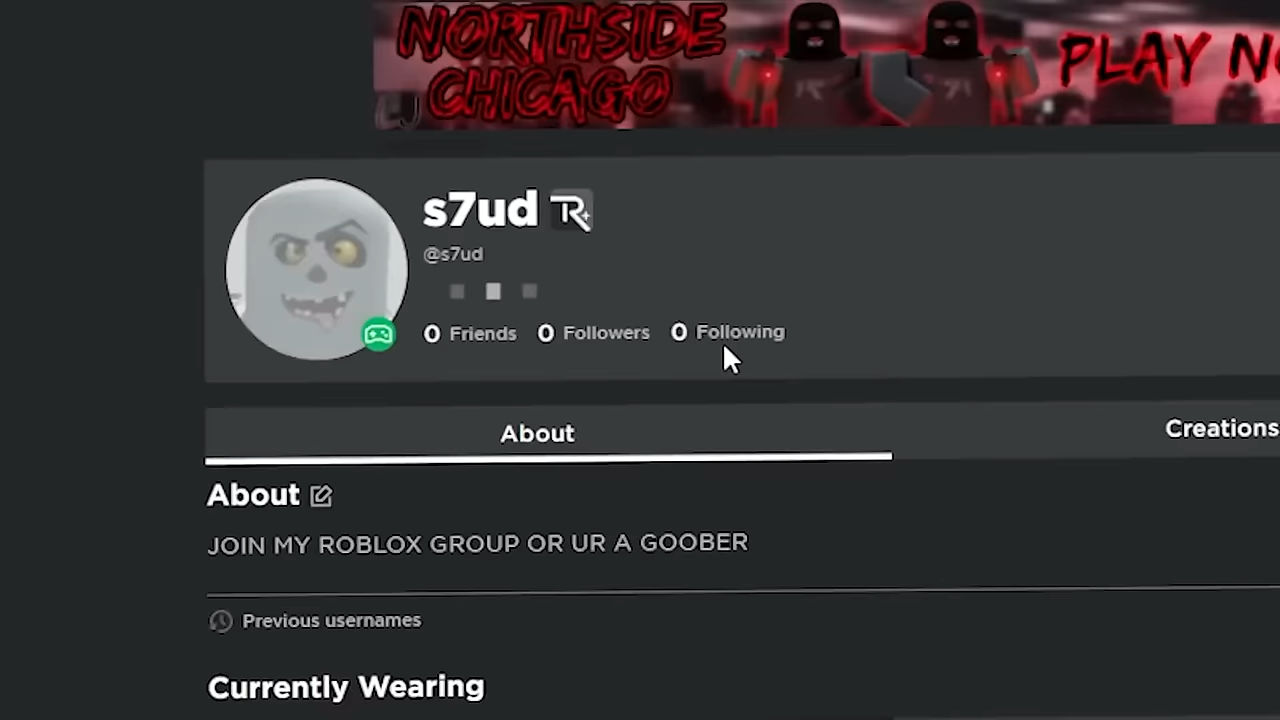 NORTHSIDE
CHICAGO
PLAY
s7ud
@s7ud
0 Friends 0 Followers 0 Following
About
Creations
About
JOIN MY ROBLOX GROUP OR UR A GOOBER
Previous usernames
Currently Wearing